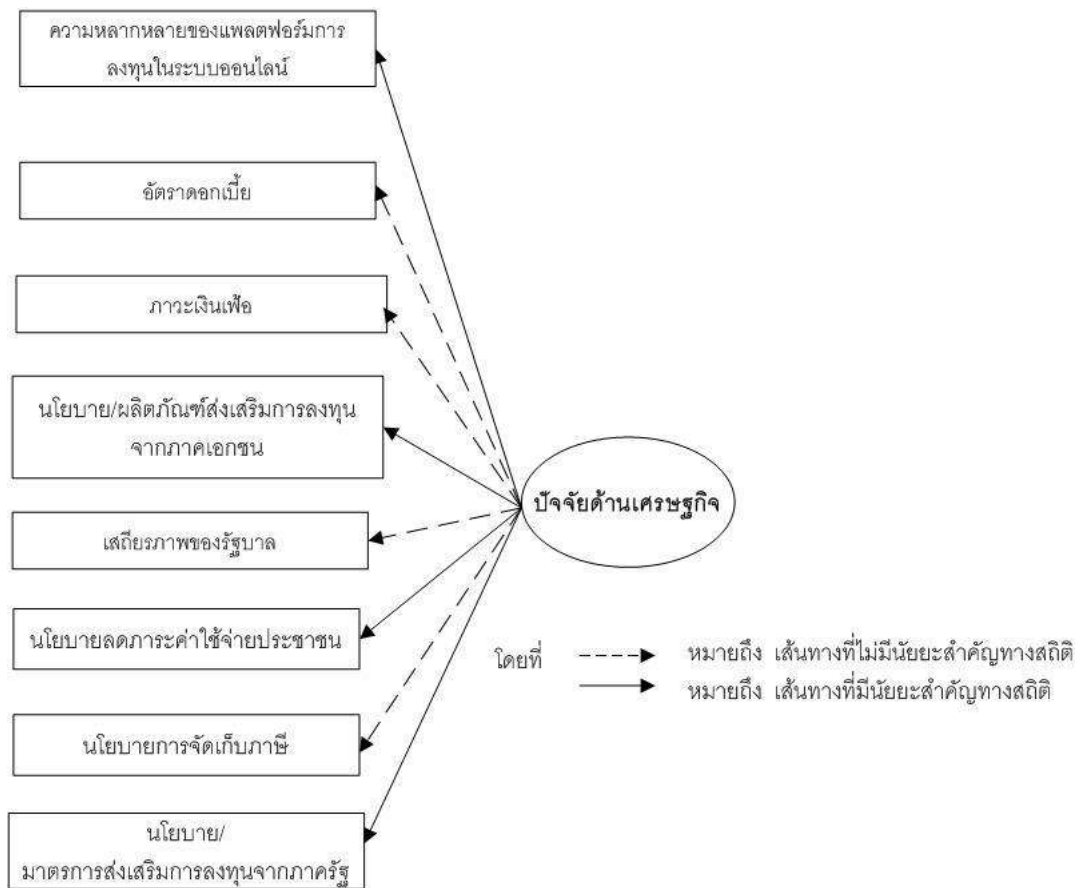 ความหลากหลายของแพลตฟอร์มการ
ลงทุนในระบบออนไลน์
อัตราดอกเบี้ย
ภาวะเงินเฟ้อ
นโยบาย/ผลิตภัณฑ์ส่งเสริมการลงทุน
จากภาคเอกชน
ปัจจัยด้านเศรษฐกิจ
เสถียรภาพของรัฐบาล
นโยบายลดภาระค่าใช้จ่ายประชาชน
โดยที่
หมายถึง เส้นทางที่ไม่มีนัยยะสำคัญทางสถิติ
หมายถึง เส้นทางที่มีนัยยะสำคัญทางสถิติ
นโยบายการจัดเก็บภาษี
นโยบาย/
มาตรการส่งเสริมการลงทุนจากภาครัฐ